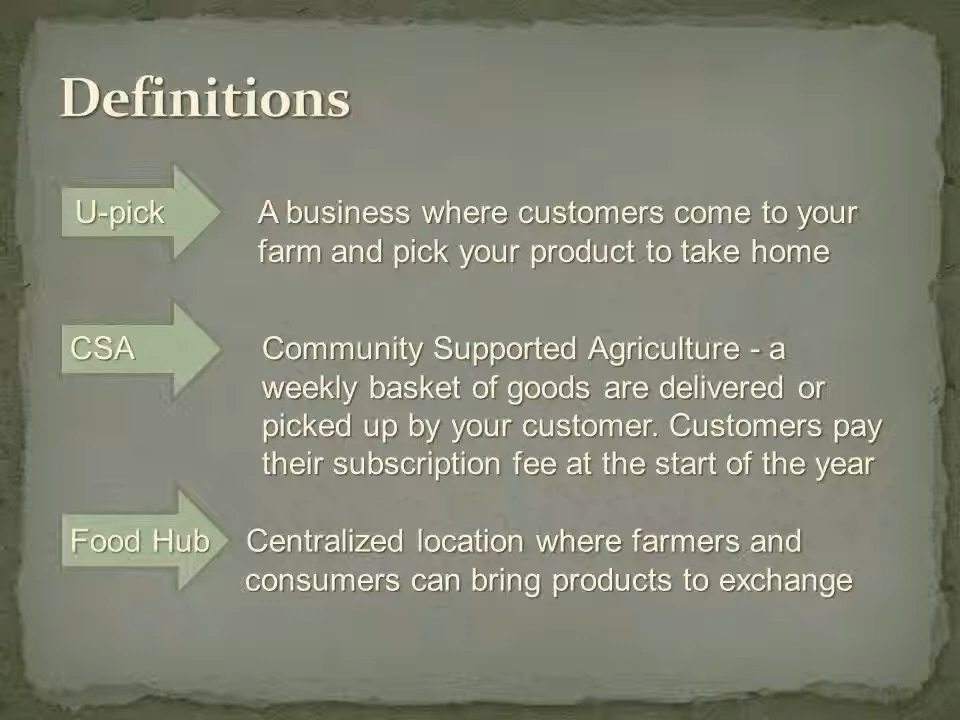 Definitions
U-pick
A business where customers come to your
farm and pick your product to take home
CSA
Community Supported Agriculture - a
weekly basket of goods are delivered or
picked up by your customer. Customers pay
their subscription fee at the start of the year
Food Hub
Centralized location where farmers and
consumers can bring products to exchange